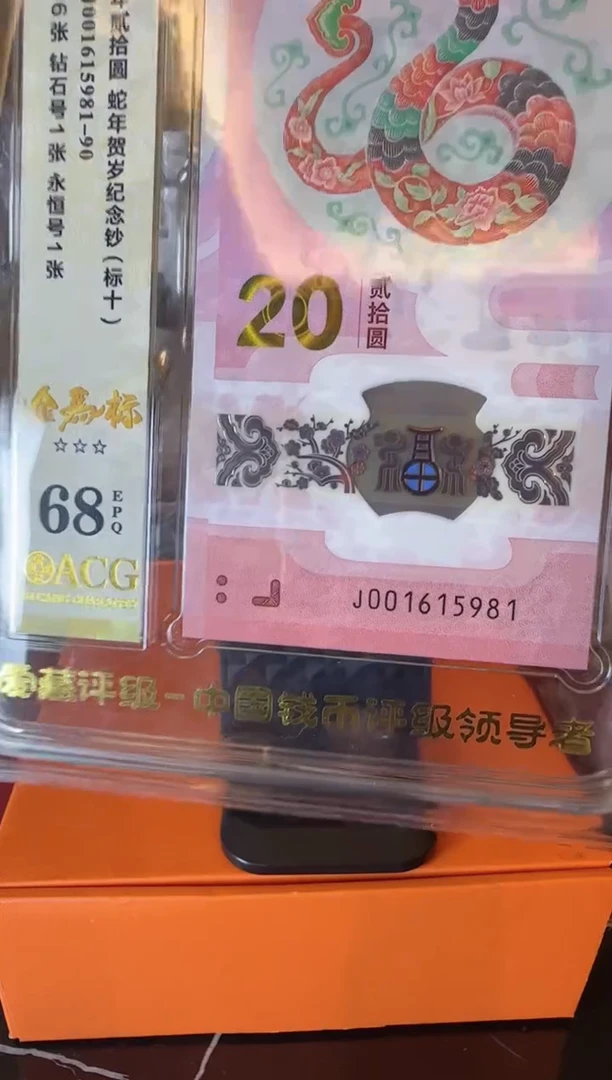 年贰拾圆 蛇年贺岁纪念钞(标十)
J001615981-90
6张 钻石号1张 永恒号1张
标
☆☆☆
68 EPQ
ACG
20 贰拾圆
J001615981
评级-中国钱币评级领导者